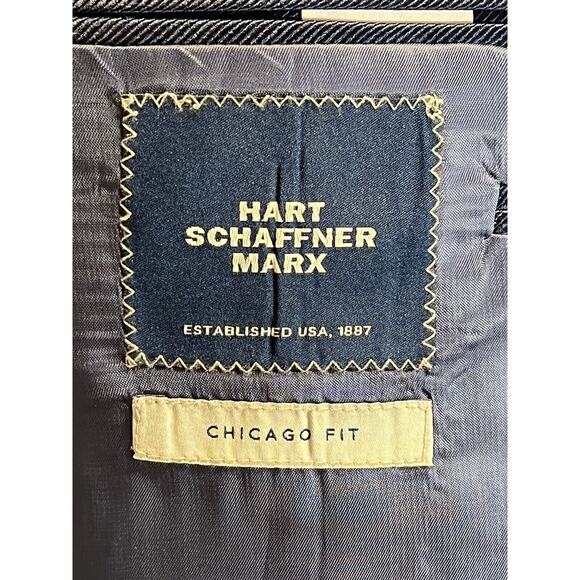 HART
SCHAFFNER
MARX
ESTABLISHED USA, 1887
CHICAGO FIT